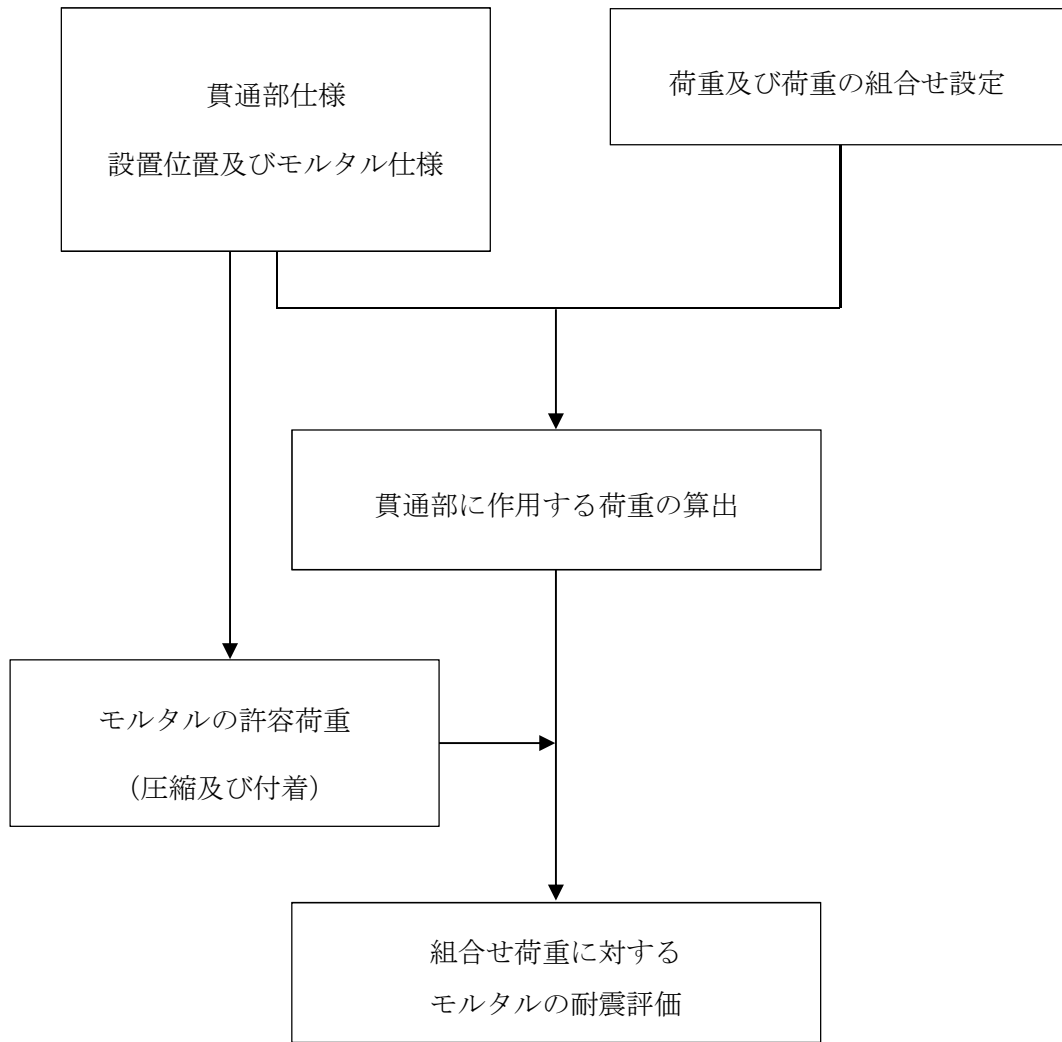 貫通部仕様
設置位置及びモルタル仕様
荷重及び荷重の組合せ設定
貫通部に作用する荷重の算出
モルタルの許容荷重
（圧縮及び付着）
組合せ荷重に対する
モルタルの耐震評価